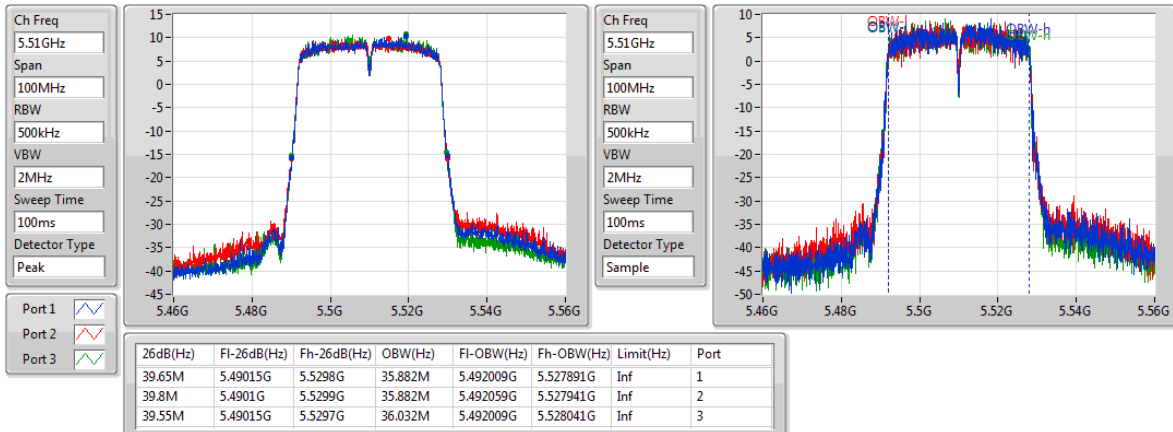 Ch Freq
5.51GHz
Span
100MHz
RBW
500kHz
VBW
2MHz
Sweep Time
100ms
Detector Type
Peak
Port 1
Port 2
Port 3
15
10
5
0
-5
-10
-15
-20
-25
-30
-35
-40
-45
5.46G 5.48G 5.5G 5.52G 5.54G 5.56G
Ch Freq
5.51GHz
Span
100MHz
RBW
500kHz
VBW
2MHz
Sweep Time
100ms
Detector Type
Sample
10
5
0
-5
-10
-15
-20
-25
-30
-35
-40
-45
-50
5.46G 5.48G 5.5G 5.52G 5.54G 5.56G
26dB(Hz) Fl-26dB(Hz) Fh-26dB(Hz) OBW(Hz) Fl-OBW(Hz) Fh-OBW(Hz) Limit(Hz) Port
39.65M 5.49015G 5.5298G 35.882M 5.492009G 5.527891G Inf 1
39.8M 5.4901G 5.5299G 35.882M 5.492059G 5.527941G Inf 2
39.55M 5.49015G 5.5297G 36.032M 5.492009G 5.528041G Inf 3